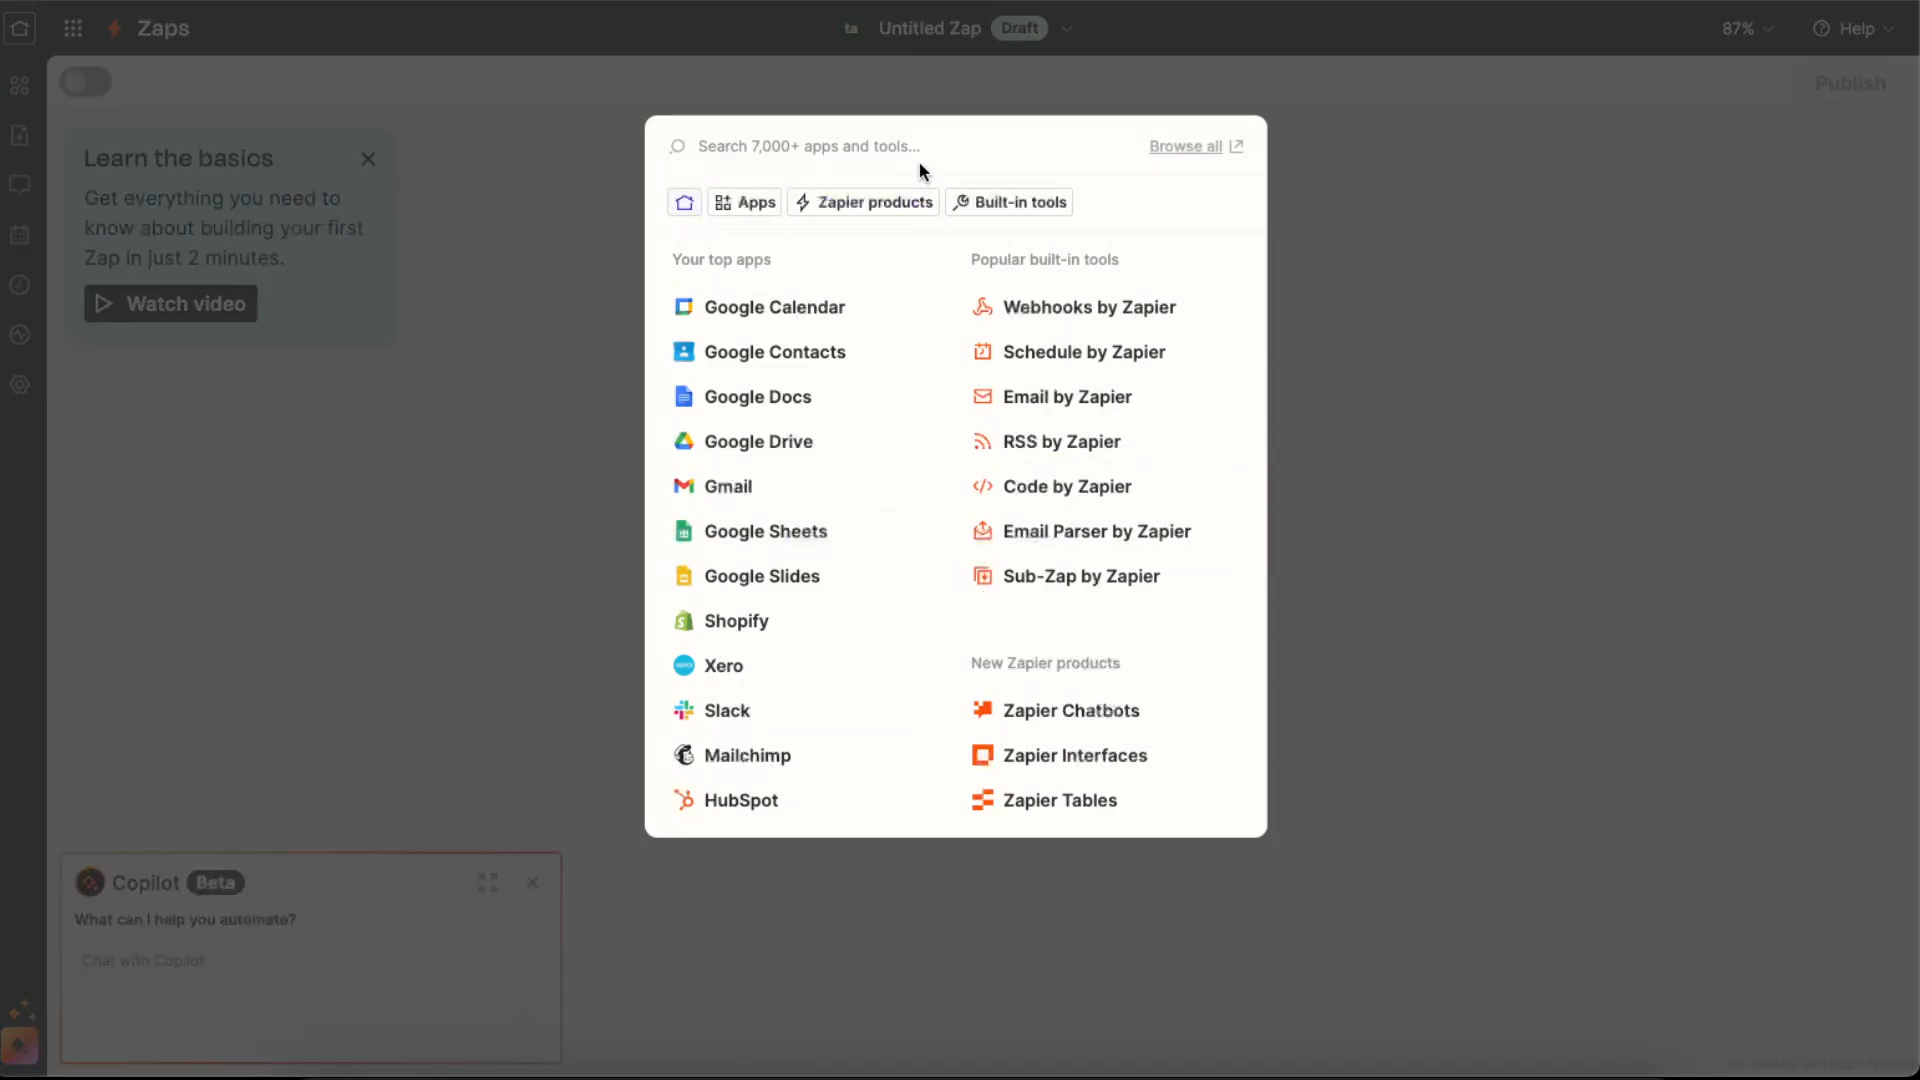 Zaps
ta Untitled Zap Draft
87%
Help
Publish
Learn the basics
Get everything you need to
know about building your first
Zap in just 2 minutes.
Watch video
Search 7,000+ apps and tools...
Browse all
Apps
Zapier products
Built-in tools
Your top apps
Google Calendar
Google Contacts
Google Docs
Google Drive
Gmail
Google Sheets
Google Slides
Shopify
Xero
Slack
Mailchimp
HubSpot
Popular built-in tools
Webhooks by Zapier
Schedule by Zapier
Email by Zapier
RSS by Zapier
Code by Zapier
Email Parser by Zapier
Sub-Zap by Zapier
New Zapier products
Zapier Chatbots
Zapier Interfaces
Zapier Tables
Copilot Beta
What can I help you automate?
Chat with Copilot